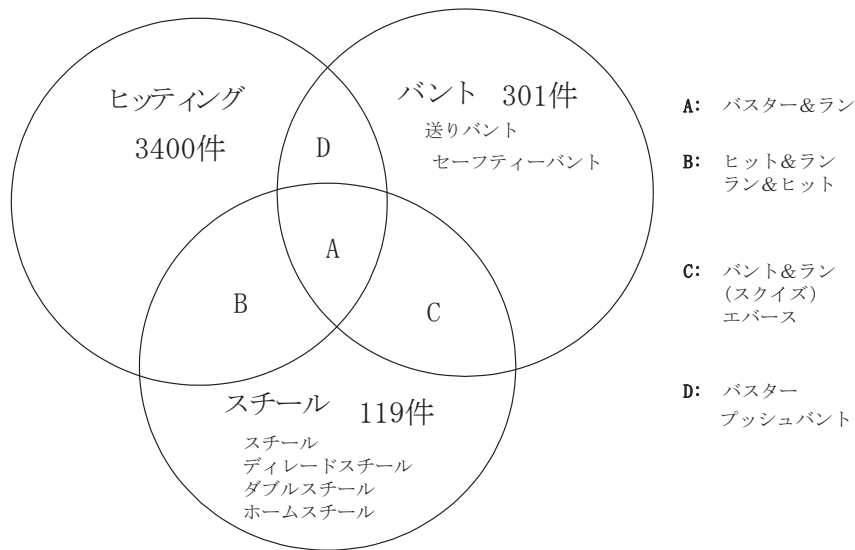 ヒッティング
3400件
バント 301件
送りバント
セーフティーバント
D
A
B
C
スチール 119件
スチール
ディレードスチール
ダブルスチール
ホームスチール
A: バスター&ラン
B: ヒット&ラン
ラン&ヒット
C: バント&ラン
(スクイズ)
エバース
D: バスター
プッシュバント